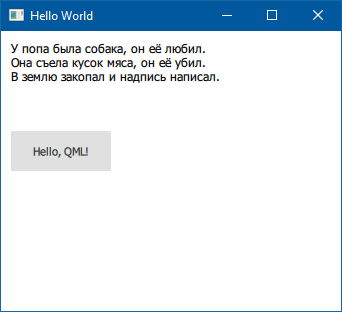 Hello World
У попа была собака, он её любил.
Она съела кусок мяса, он её убил.
В землю закопал и надпись написал.
Hello, QML!